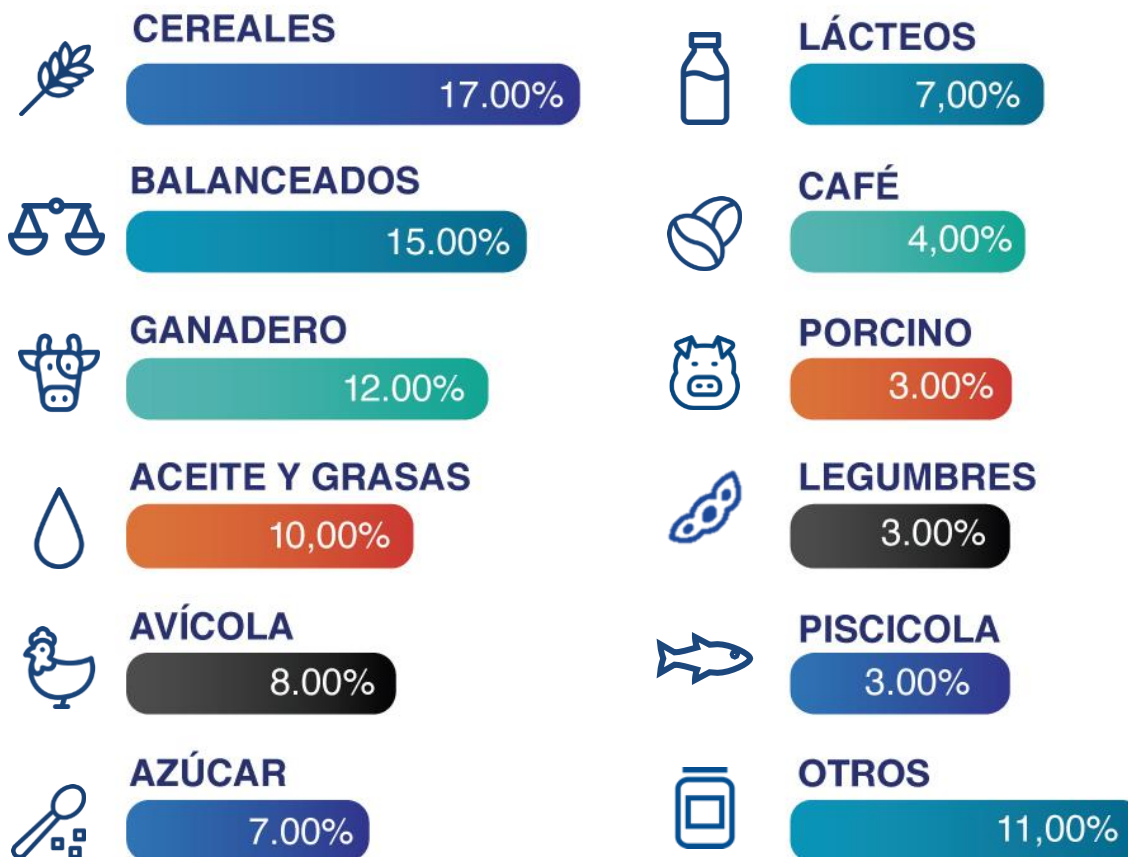 CEREALES
17.00%
BALANCEADOS
15.00%
GANADERO
12.00%
ACEITE Y GRASAS
10,00%
AVÍCOLA
8.00%
AZÚCAR
7.00%
LÁCTEOS
7,00%
CAFÉ
4,00%
PORCINO
3.00%
LEGUMBRES
3.00%
PISCICOLA
3.00%
OTROS
11,00%